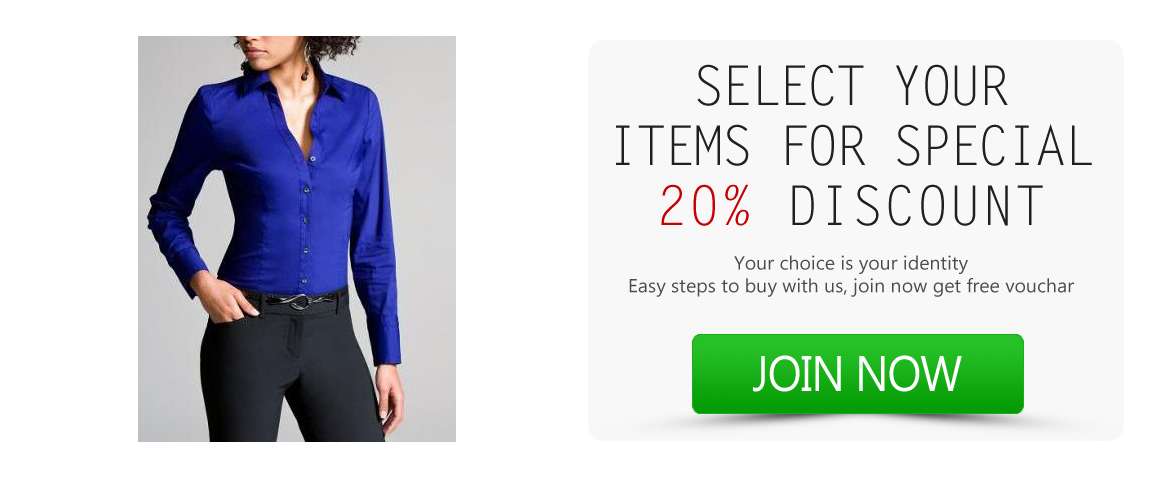 SELECT YOUR
ITEMS FOR SPECIAL
20% DISCOUNT
Your choice is your identity
Easy steps to buy with us, join now get free vouchar
JOIN NOW